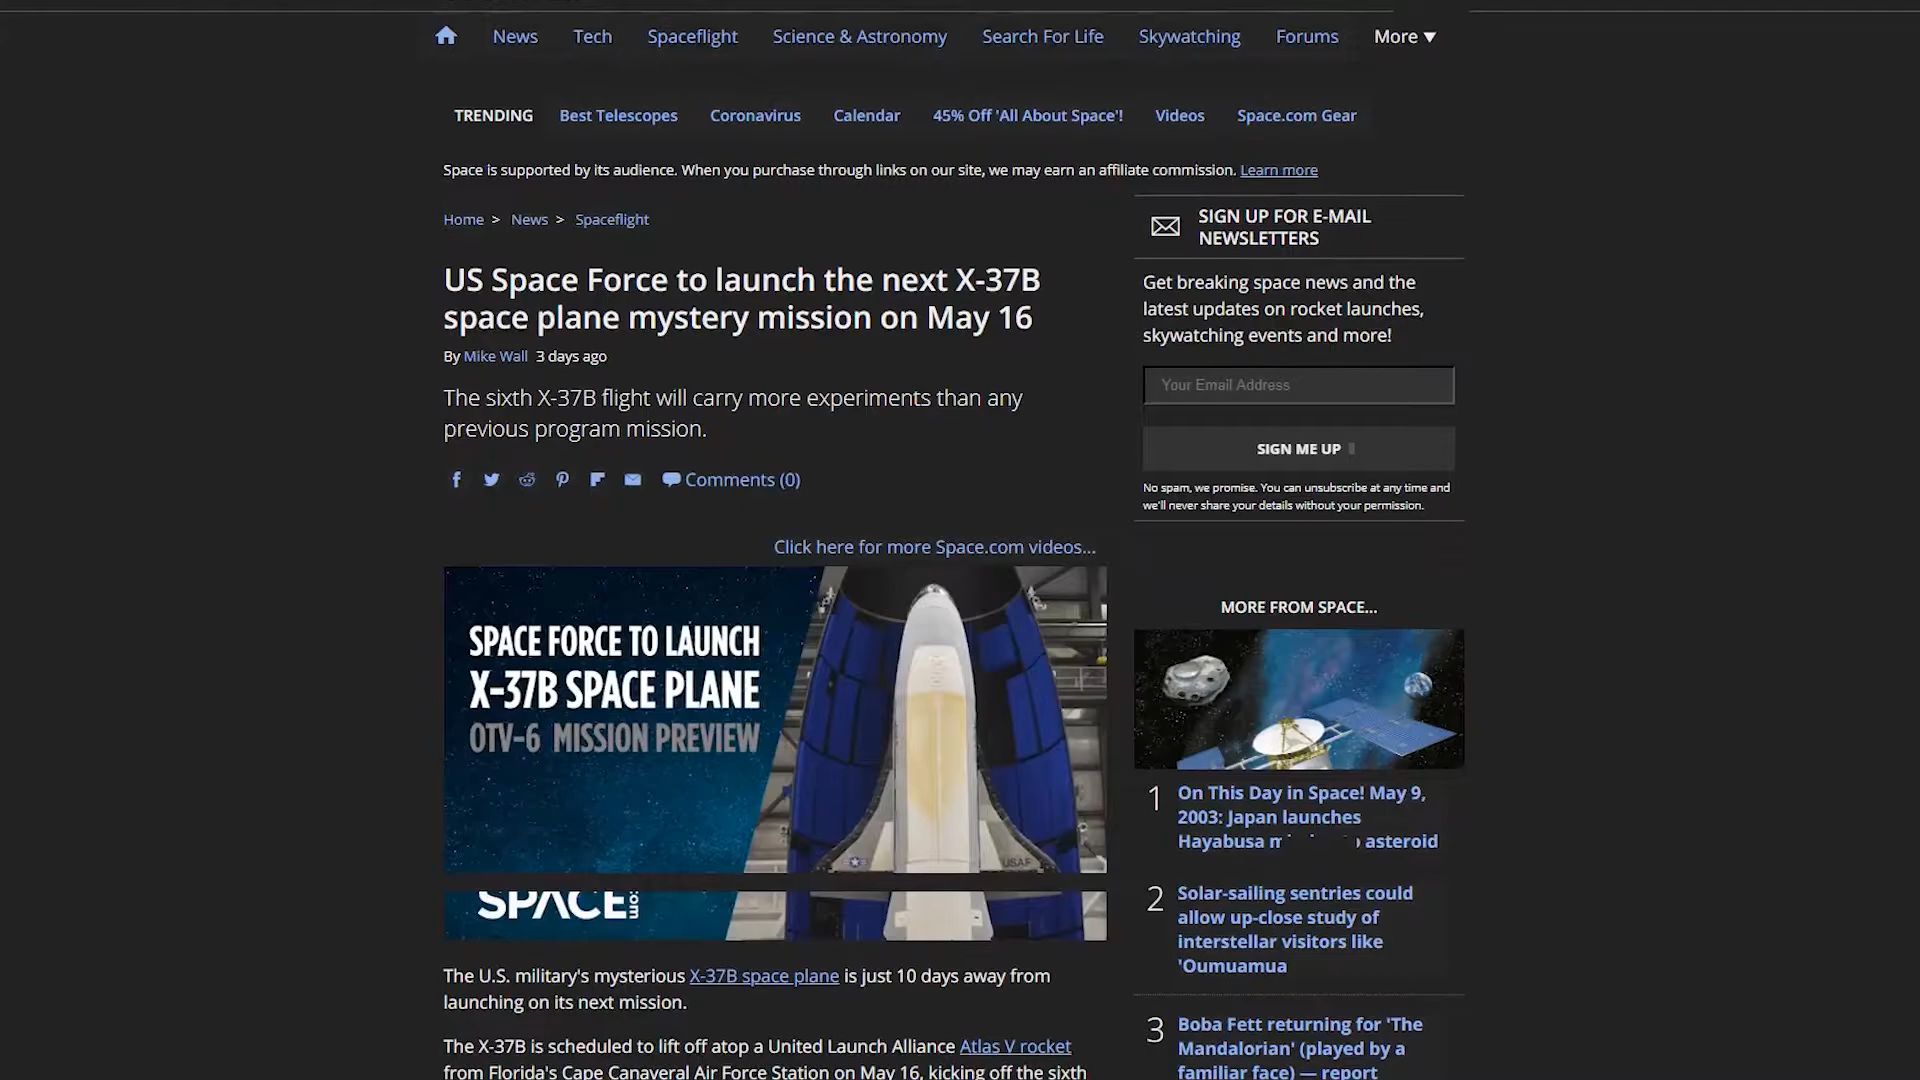 News Tech Spaceflight Science & Astronomy Search For Life Skywatching Forums More ▼
TRENDING Best Telescopes Coronavirus Calendar 45% Off 'All About Space'! Videos Space.com Gear
Space is supported by its audience. When you purchase through links on our site, we may earn an affiliate commission. Learn more
Home > News > Spaceflight
US Space Force to launch the next X-37B
space plane mystery mission on May 16
By Mike Wall 3 days ago
The sixth X-37B flight will carry more experiments than any
previous program mission.
Comments (0)
Click here for more Space.com videos...
SPACE FORCE TO LAUNCH
X-37B SPACE PLANE
OTV-6 MISSION PREVIEW
USAF
SPACE.COM
The U.S. military's mysterious X-37B space plane is just 10 days away from
launching on its next mission.
The X-37B is scheduled to lift off atop a United Launch Alliance Atlas V rocket
from Florida's Cape Canaveral Air Force Station on May 16, kicking off the sixth
SIGN UP FOR E-MAIL
NEWSLETTERS
Get breaking space news and the
latest updates on rocket launches,
skywatching events and more!
Your Email Address
SIGN ME UP
No spam, we promise. You can unsubscribe at any time and
we'll never share your details without your permission.
MORE FROM SPACE...
1 On This Day in Space! May 9,
2003: Japan launches
Hayabusa asteroid
2 Solar-sailing sentries could
allow up-close study of
interstellar visitors like
'Oumuamua
3 Boba Fett returning for 'The
Mandalorian' (played by a
familiar face) — report